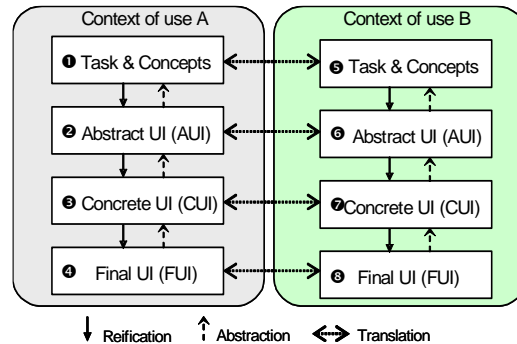 Context of use A
Context of use B
❶ Task & Concepts
❺ Task & Concepts
❷ Abstract UI (AUI)
❻ Abstract UI (AUI)
❸ Concrete UI (CUI)
❼Concrete UI (CUI)
❹ Final UI (FUI)
❽ Final UI (FUI)
Reification
Abstraction
Translation